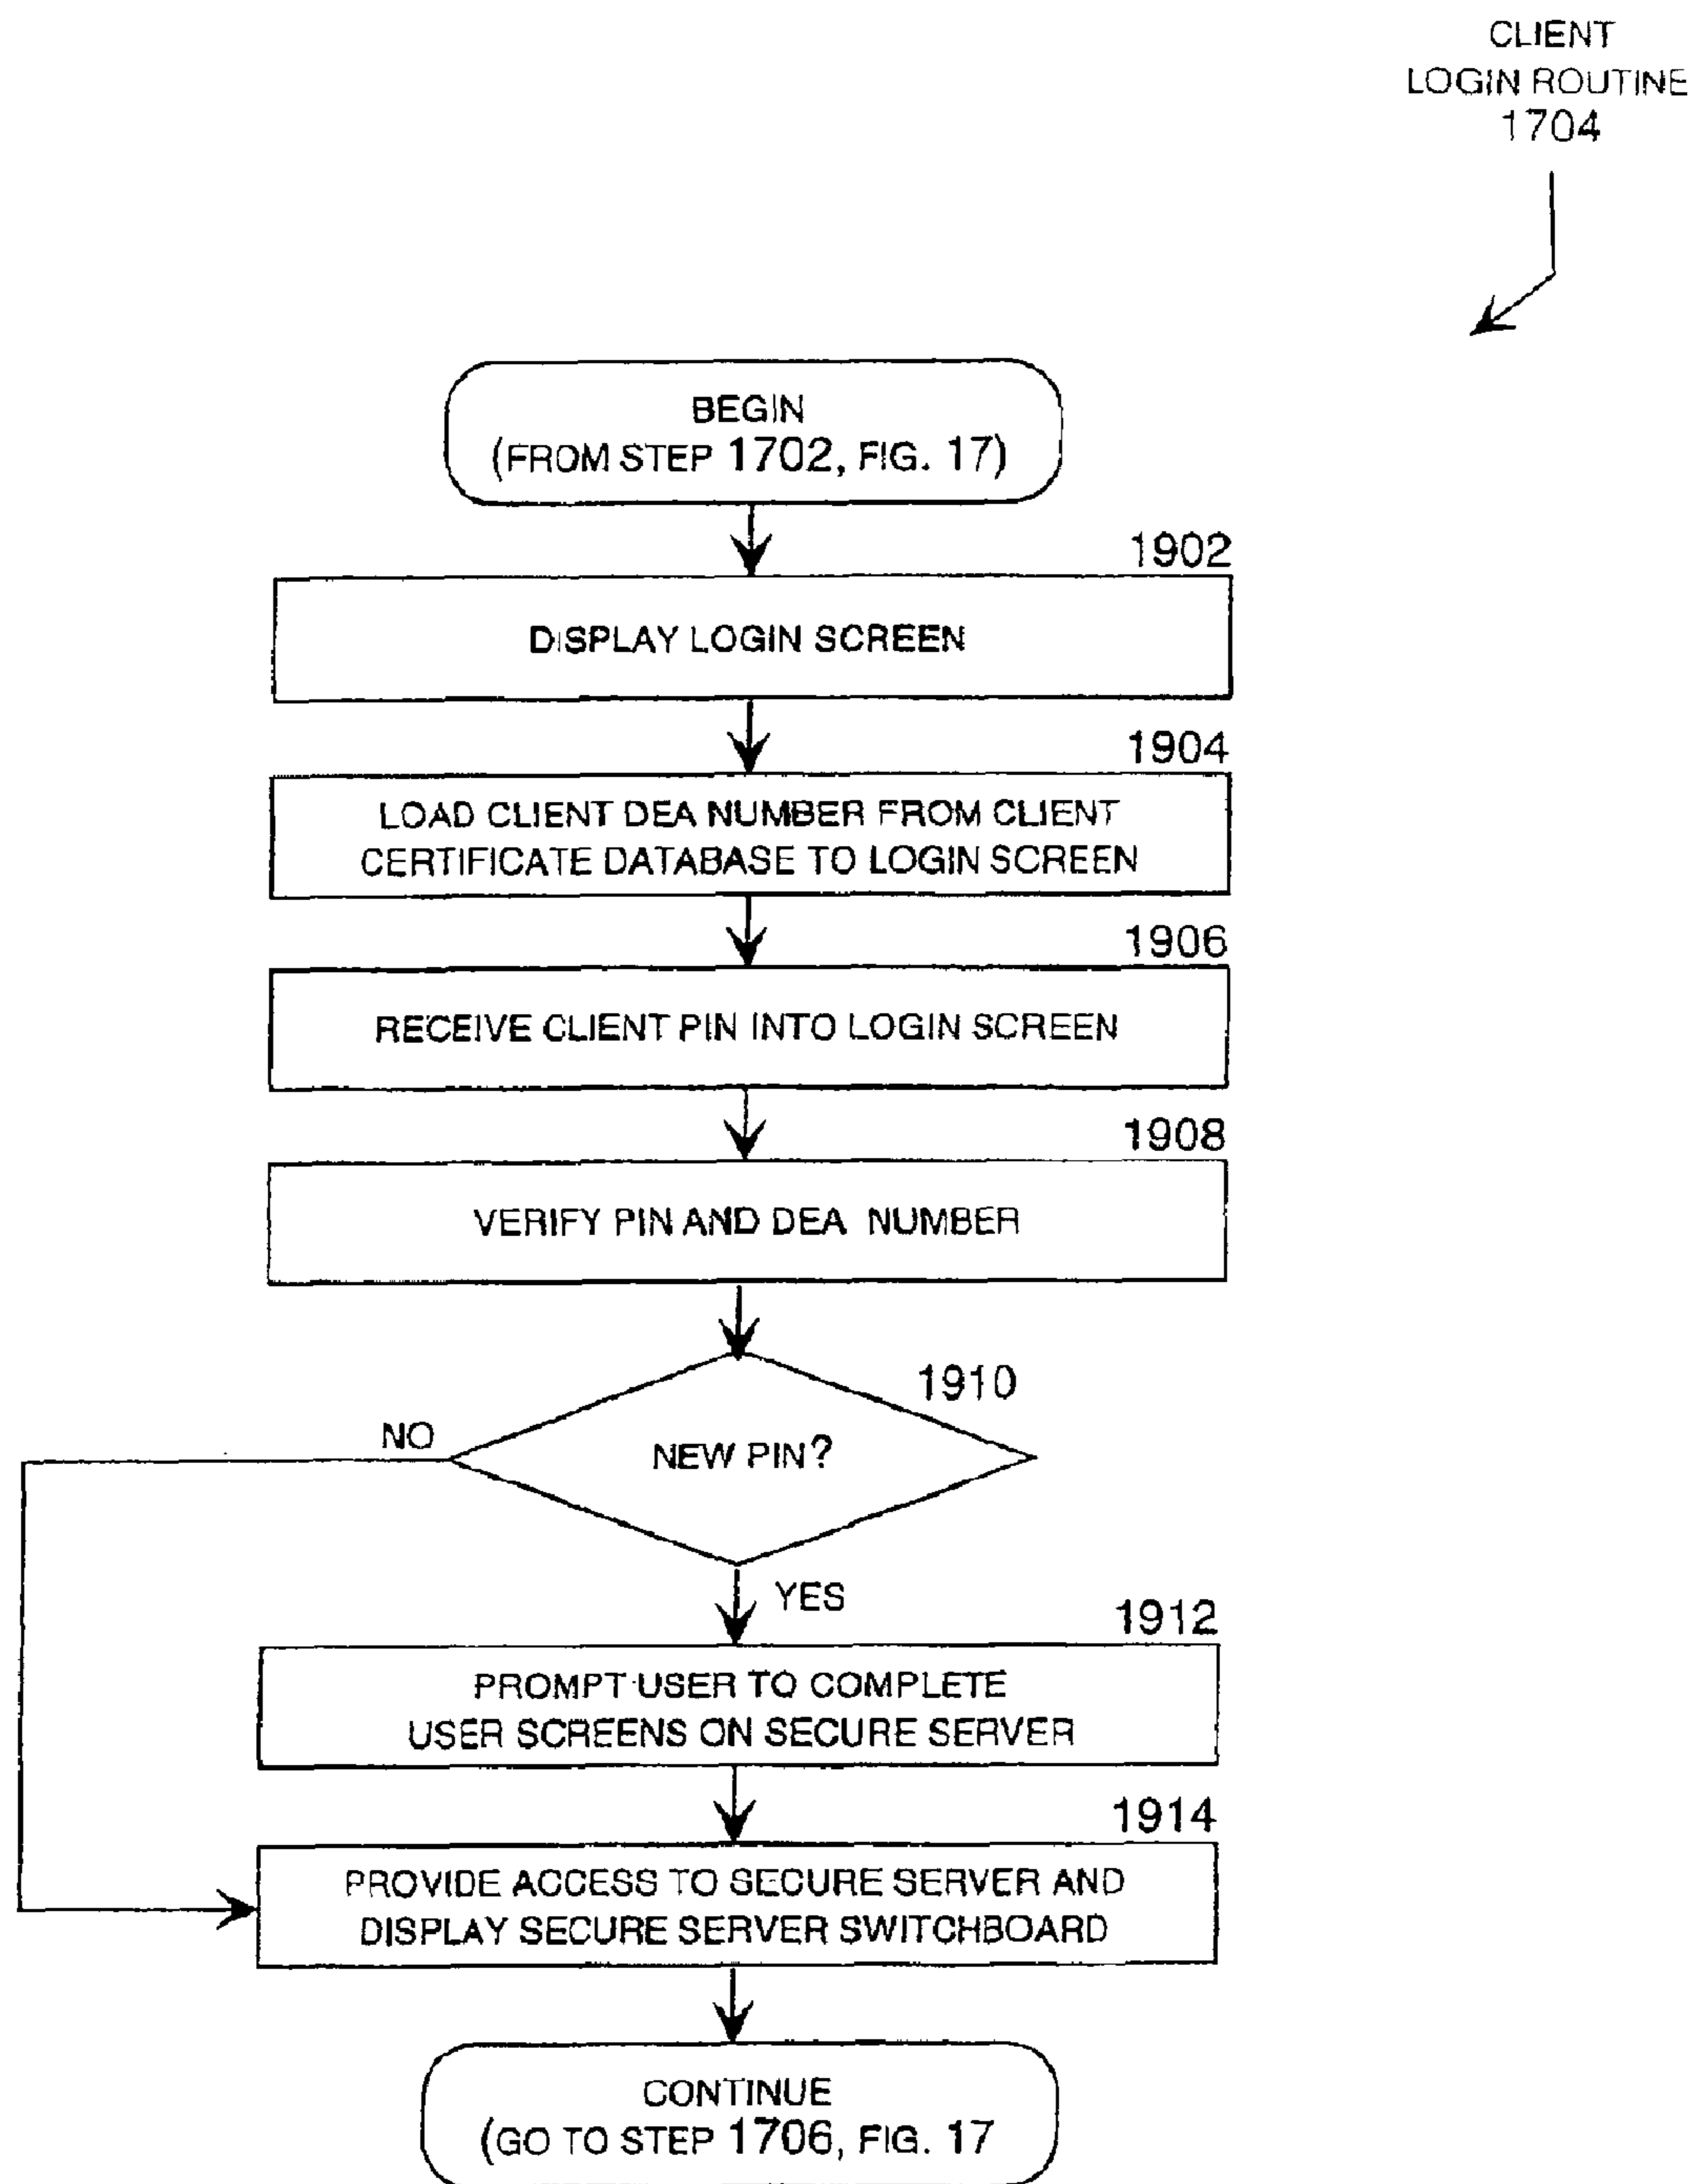 CLIENT
LOGIN ROUTINE
1704
BEGIN
(FROM STEP 1702, FIG. 17)
1902
DISPLAY LOGIN SCREEN
1904
LOAD CLIENT DEA NUMBER FROM CLIENT
CERTIFICATE DATABASE TO LOGIN SCREEN
1906
RECEIVE CLIENT PIN INTO LOGIN SCREEN
1908
VERIFY PIN AND DEA NUMBER
1910
NEW PIN?
NO
YES
1912
PROMPT USER TO COMPLETE
USER SCREENS ON SECURE SERVER
1914
PROVIDE ACCESS TO SECURE SERVER AND
DISPLAY SECURE SERVER SWITCHBOARD
CONTINUE
(GO TO STEP 1706, FIG. 17